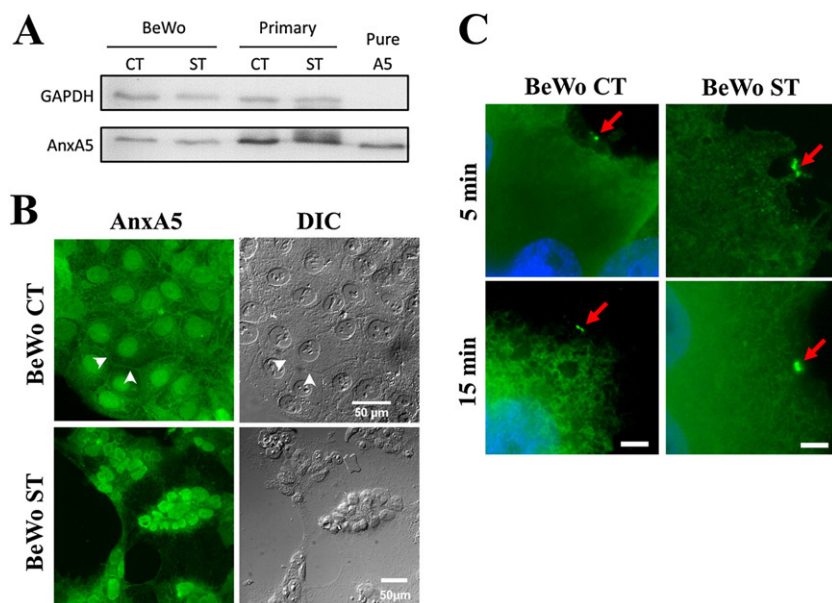 A
BeWo Primary Pure
CT ST CT ST A5
GAPDH
AnxA5
B
AnxA5 DIC
BeWo CT
50 µm
BeWo ST
50µm
C
BeWo CT BeWo ST
5 min
15 min